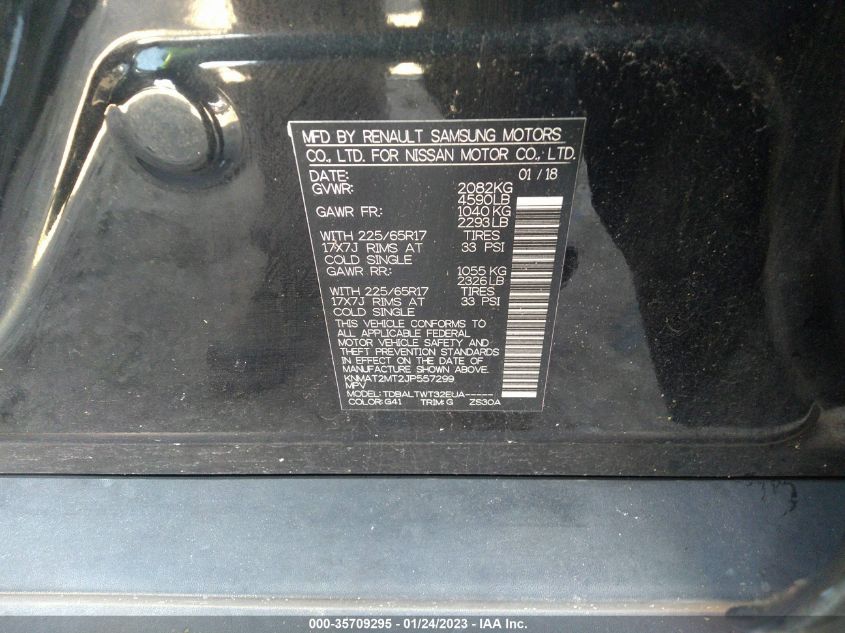 MFD BY RENAULT SAMSUNG MOTORS
CO., LTD. FOR NISSAN MOTOR CO., LTD.
DATE: 01 / 18
GVWR: 2082KG
4590LB
GAWR FR: 1040 KG
2293LB
WITH 225/65R17 TIRES
17X7J RIMS AT 33 PSI
COLD SINGLE
GAWR RR: 1055 KG
2326LB
WITH 225/65R17 TIRES
17X7J RIMS AT 33 PSI
COLD SINGLE
THIS VEHICLE CONFORMS TO
ALL APPLICABLE FEDERAL
MOTOR VEHICLE SAFETY AND
THEFT PREVENTION STANDARDS
IN EFFECT ON THE DATE OF
MANUFACTURE SHOWN ABOVE.
KNMAT2MT2JP557299
MPV
MODEL: TDBALTWT32EUA-----
COLOR: G41 TRIM: G ZS30A
000-35709295 - 01/24/2023 - IAA Inc.